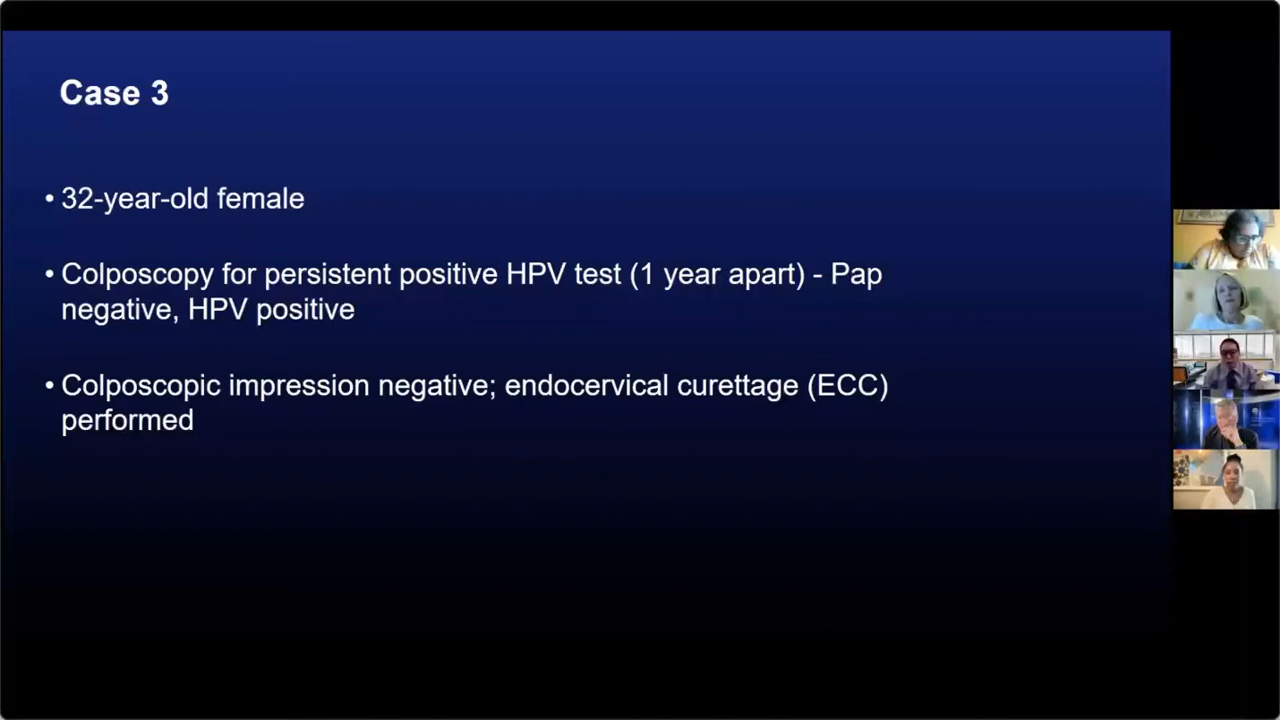 Case 3
• 32-year-old female
• Colposcopy for persistent positive HPV test (1 year apart) - Pap
negative, HPV positive
• Colposcopic impression negative; endocervical curettage (ECC)
performed